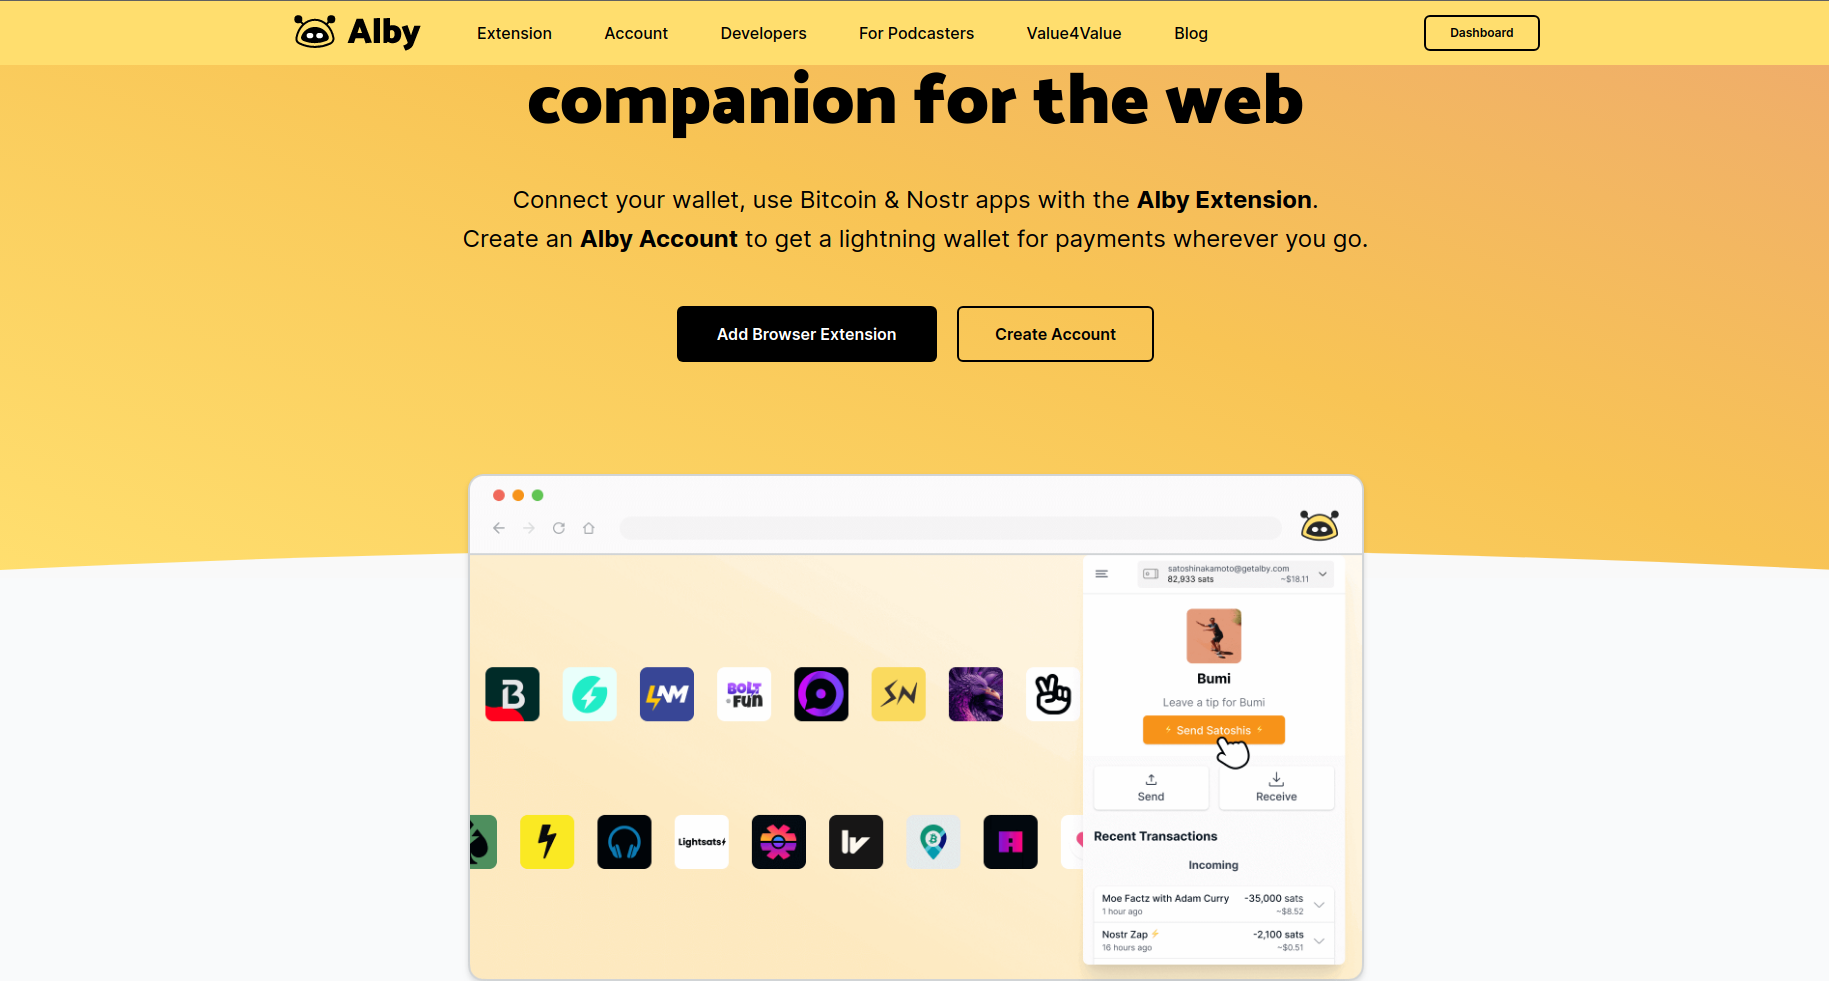 Alby
Extension
Account
Developers
For Podcasters
Value4Value
Blog
Dashboard
companion for the web
Connect your wallet, use Bitcoin & Nostr apps with the Alby Extension.
Create an Alby Account to get a lightning wallet for payments wherever you go.
Add Browser Extension
Create Account
satoshinakamoto@getalby.com
82,933 sats
~$18.11
Bumi
Leave a tip for Bumi
⚡ Send Satoshis ⚡
Send
Receive
B
LNM
BOLT
FUN
SN
Lightsats⚡
Recent Transactions
Incoming
Moe Factz with Adam Curry
-35,000 sats
1 hour ago
~$8.52
Nostr Zap ⚡
-2,100 sats
16 hours ago
~$0.51